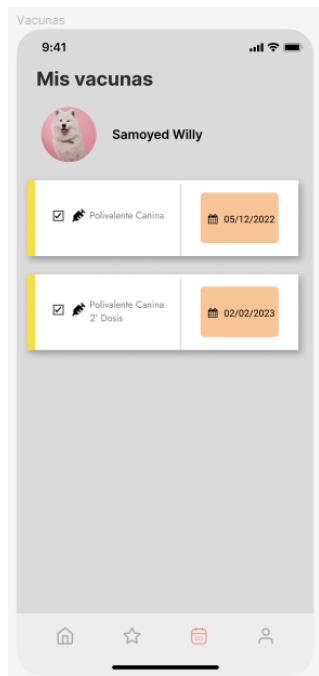 Vacunas
9:41
Mis vacunas
Samoyed Willy
Polivalente Canina
05/12/2022
Polivalente Canina
2° Dosis
02/02/2023